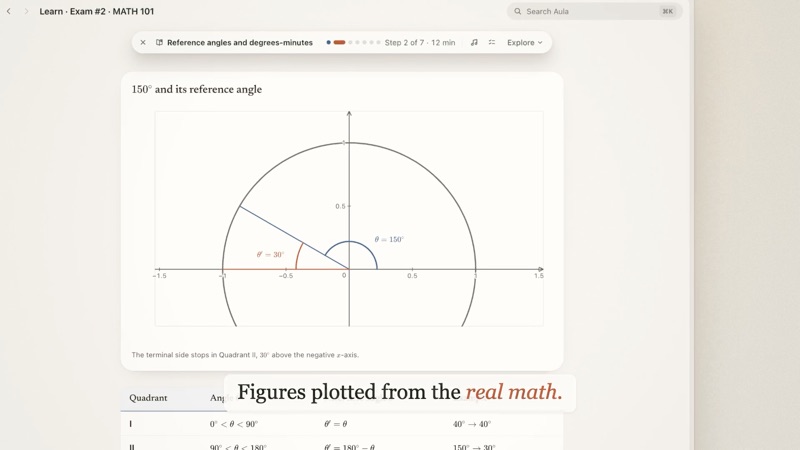 Learn · Exam #2 · MATH 101
Search Aula
⌘K
Reference angles and degrees-minutes
Step 2 of 7 · 12 min
Explore
150° and its reference angle
1
0.5
θ = 150°
θ′ = 30°
−1.5
−1
−0.5
0
0.5
1
1.5
The terminal side stops in Quadrant II, 30° above the negative x-axis.
Figures plotted from the real math.
Quadrant
I
0° < θ < 90°
θ′ = θ
40° → 40°
II
90° < θ < 180°
θ′ = 180° − θ
150° → 30°